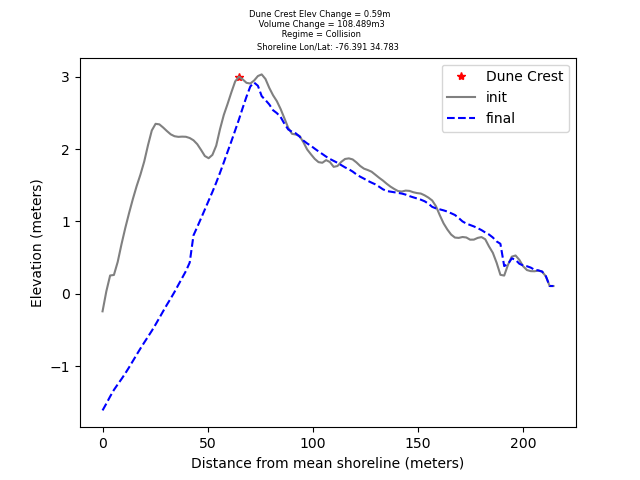 Dune Crest Elev Change = 0.59m
Volume Change = 108.489m3
Regime = Collision
Shoreline Lon/Lat: -76.391 34.783
Dune Crest
init
final
Elevation (meters)
3
2
1
0
−1
0 50 100 150 200
Distance from mean shoreline (meters)